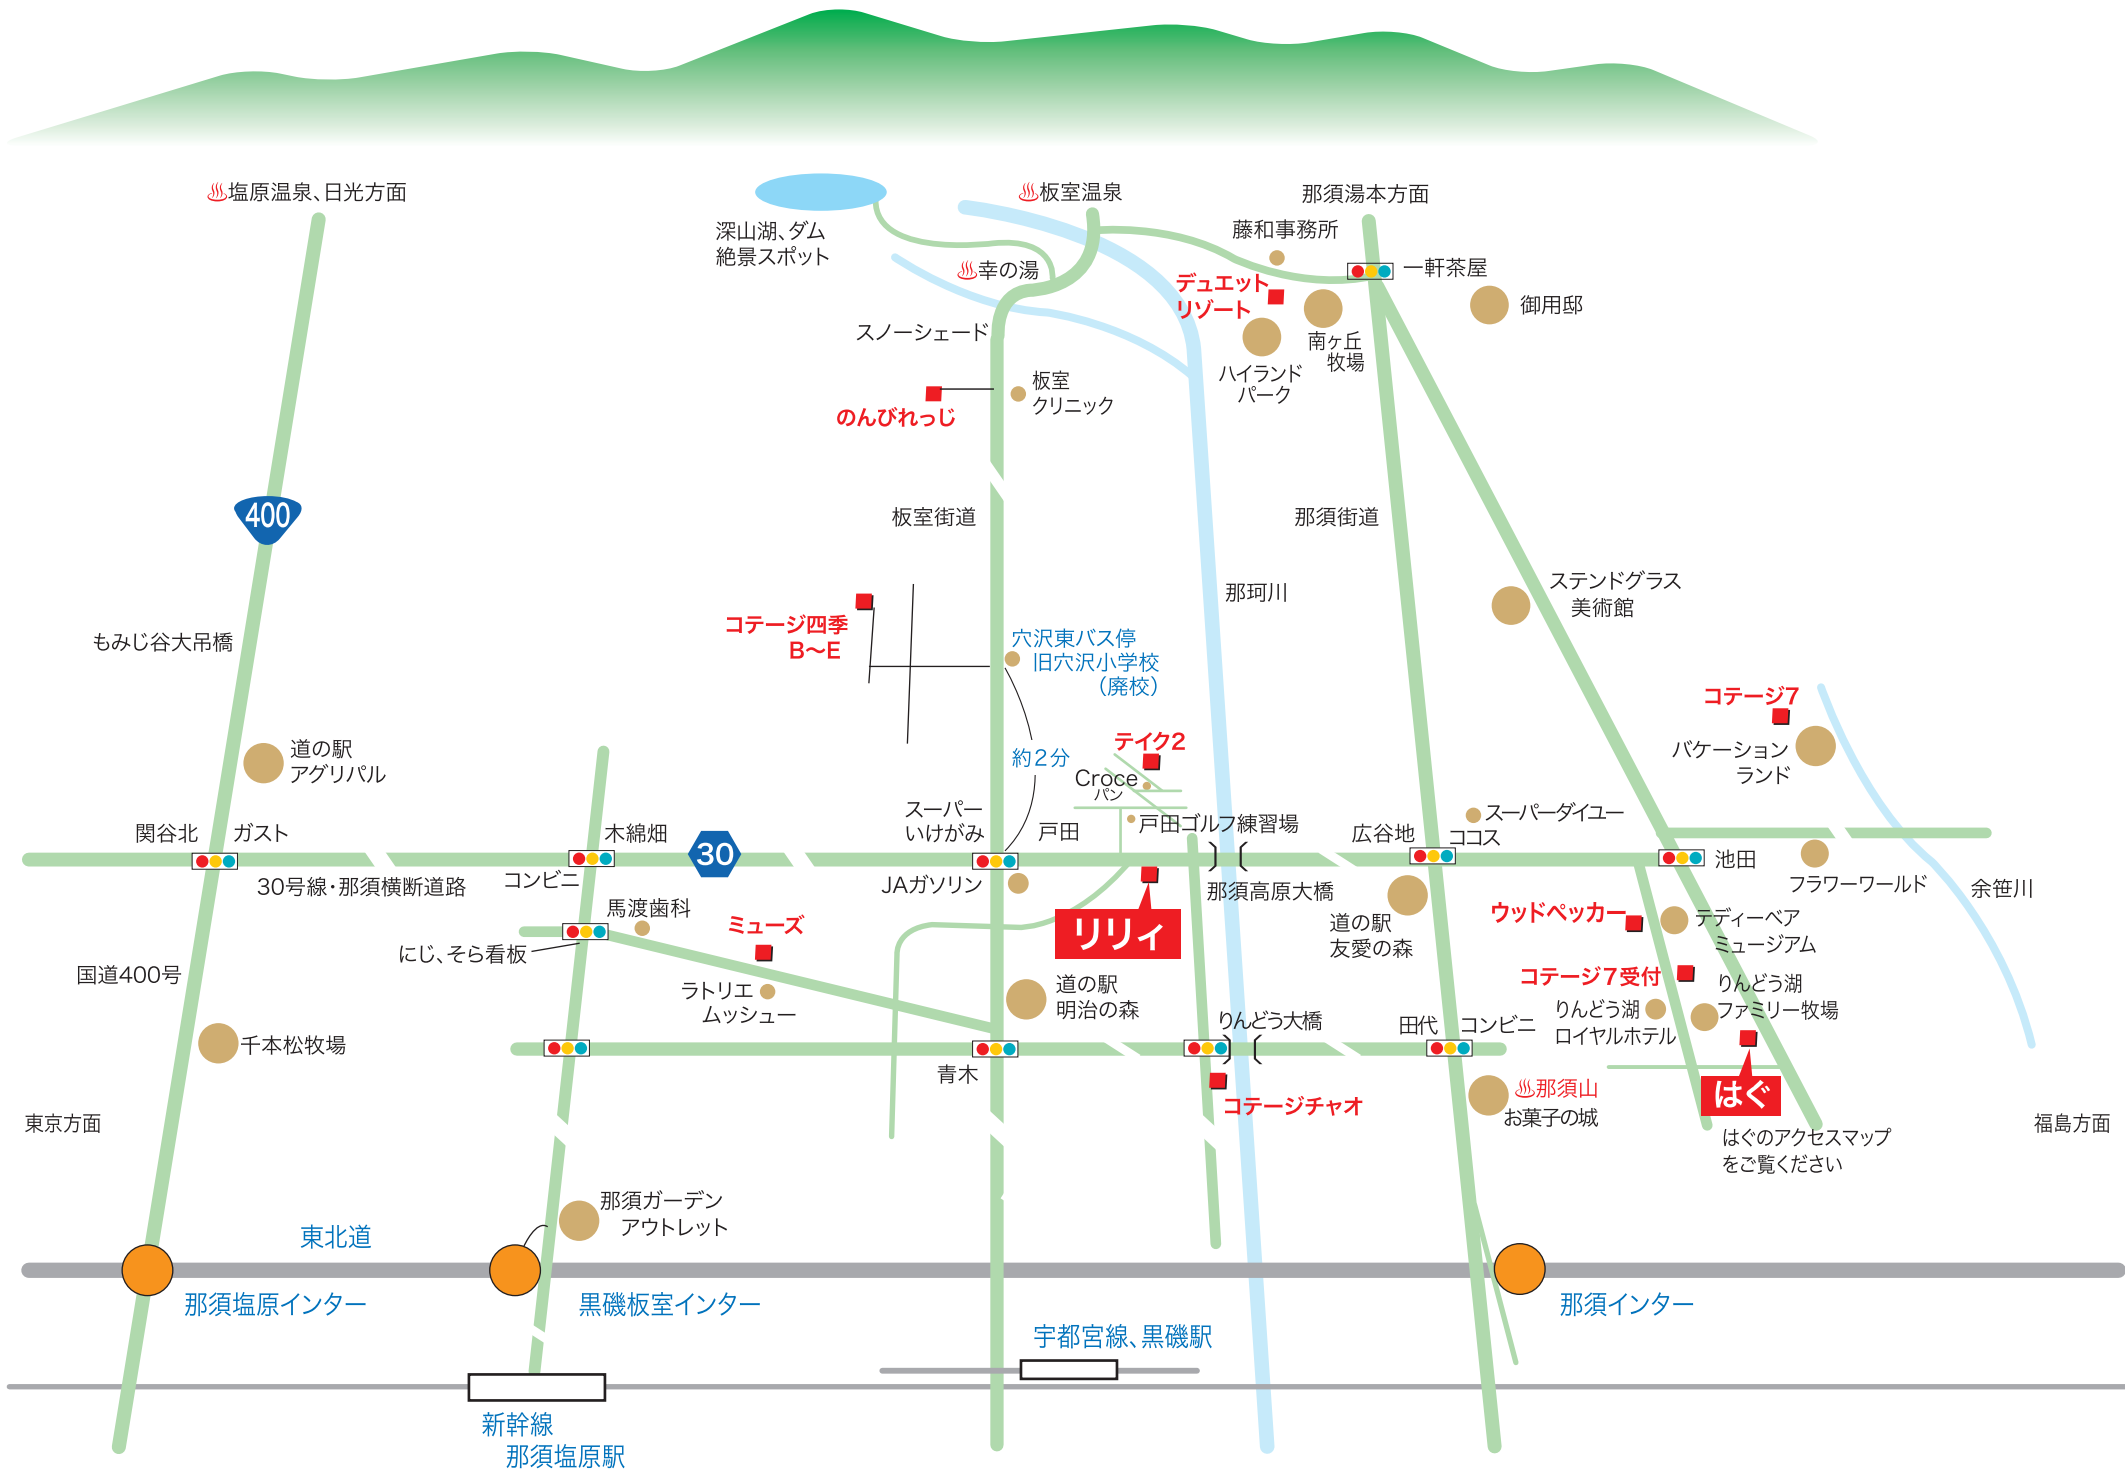 ♨塩原温泉、日光方面
♨板室温泉
那須湯本方面
深山湖、ダム
絶景スポット
藤和事務所
♨幸の湯
一軒茶屋
デュエット
リゾート
御用邸
スノーシェード
南ヶ丘
牧場
ハイランド
パーク
板室
クリニック
のんびれっじ
400
板室街道
那須街道
那珂川
ステンドグラス
美術館
コテージ四季
B〜E
もみじ谷大吊橋
穴沢東バス停
旧穴沢小学校
（廃校）
コテージ7
道の駅
アグリパル
約2分
テイク2
Croce
パン
バケーション
ランド
スーパー
いけがみ
戸田
戸田ゴルフ練習場
スーパーダイユー
関谷北
ガスト
木綿畑
30
広谷地
ココス
池田
30号線・那須横断道路
コンビニ
JAガソリン
那須高原大橋
フラワーワールド
余笹川
馬渡歯科
ミューズ
リリィ
道の駅
友愛の森
ウッドペッカー
テディーベア
ミュージアム
にじ、そら看板
国道400号
ラトリエ
ムッシュー
道の駅
明治の森
コテージ7受付
りんどう湖
ファミリー牧場
りんどう湖
ロイヤルホテル
千本松牧場
りんどう大橋
田代
コンビニ
青木
コテージチャオ
♨那須山
お菓子の城
はぐ
東京方面
福島方面
はぐのアクセスマップ
をご覧ください
那須ガーデン
アウトレット
東北道
那須塩原インター
黒磯板室インター
那須インター
宇都宮線、黒磯駅
新幹線
那須塩原駅